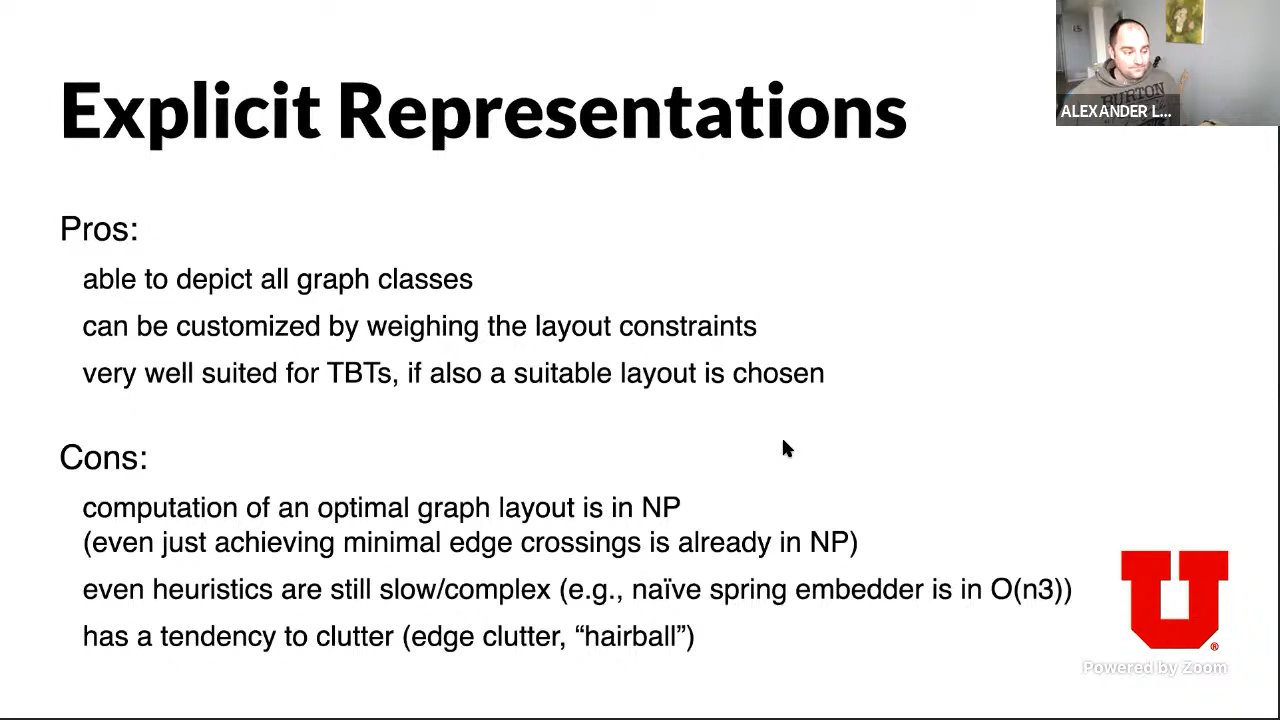 Explicit Representations
BURTON
ALEXANDER L...
Pros:
able to depict all graph classes
can be customized by weighing the layout constraints
very well suited for TBTs, if also a suitable layout is chosen
Cons:
computation of an optimal graph layout is in NP
(even just achieving minimal edge crossings is already in NP)
even heuristics are still slow/complex (e.g., naïve spring embedder is in O(n3))
has a tendency to clutter (edge clutter, “hairball”)
U®
Powered by Zoom